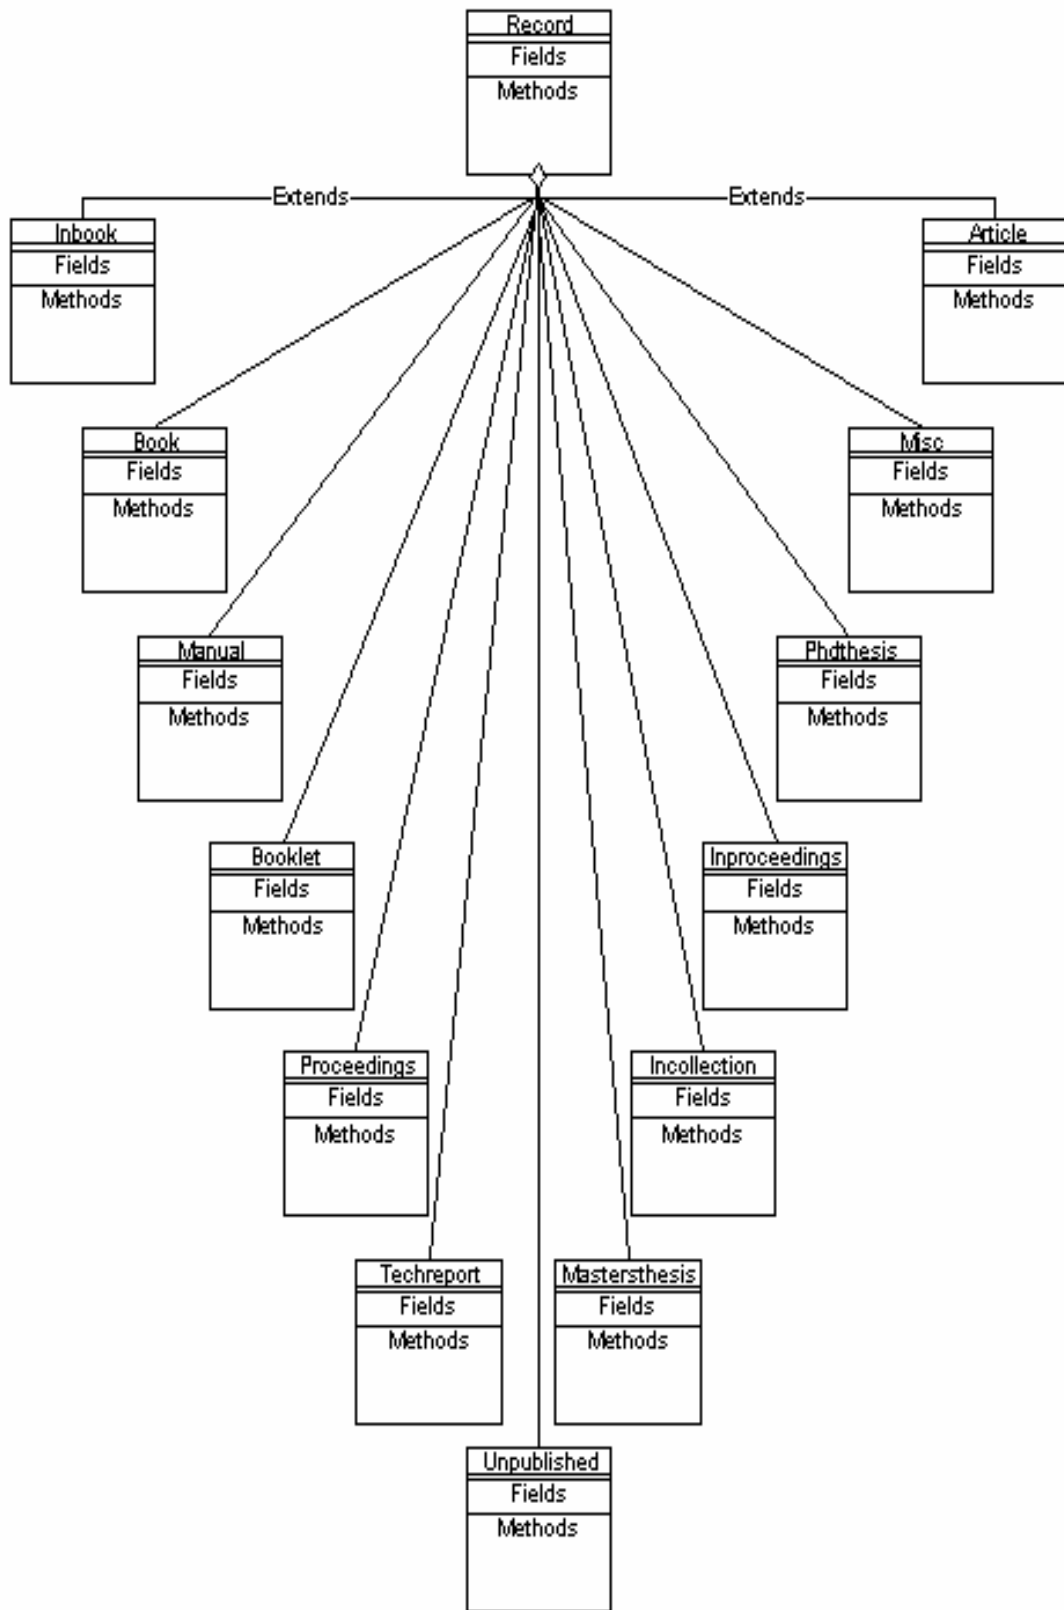 Record
Fields
Methods
Extends
Extends
Inbook
Fields
Methods
Article
Fields
Methods
Book
Fields
Methods
Misc
Fields
Methods
Manual
Fields
Methods
Phdthesis
Fields
Methods
Booklet
Fields
Methods
Inproceedings
Fields
Methods
Proceedings
Fields
Methods
Incollection
Fields
Methods
Techreport
Fields
Methods
Mastersthesis
Fields
Methods
Unpublished
Fields
Methods